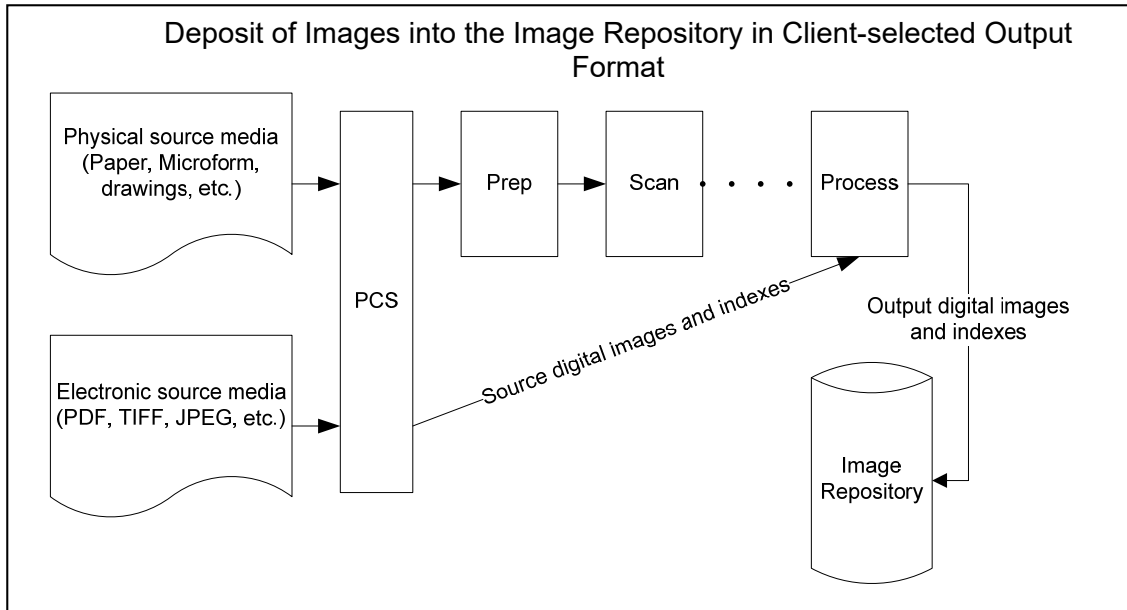 Deposit of Images into the Image Repository in Client-selected Output
Format
Physical source media
(Paper, Microform,
drawings, etc.)
PCS
Prep
Scan
Process
Electronic source media
(PDF, TIFF, JPEG, etc.)
Source digital images and indexes
Output digital images
and indexes
Image
Repository